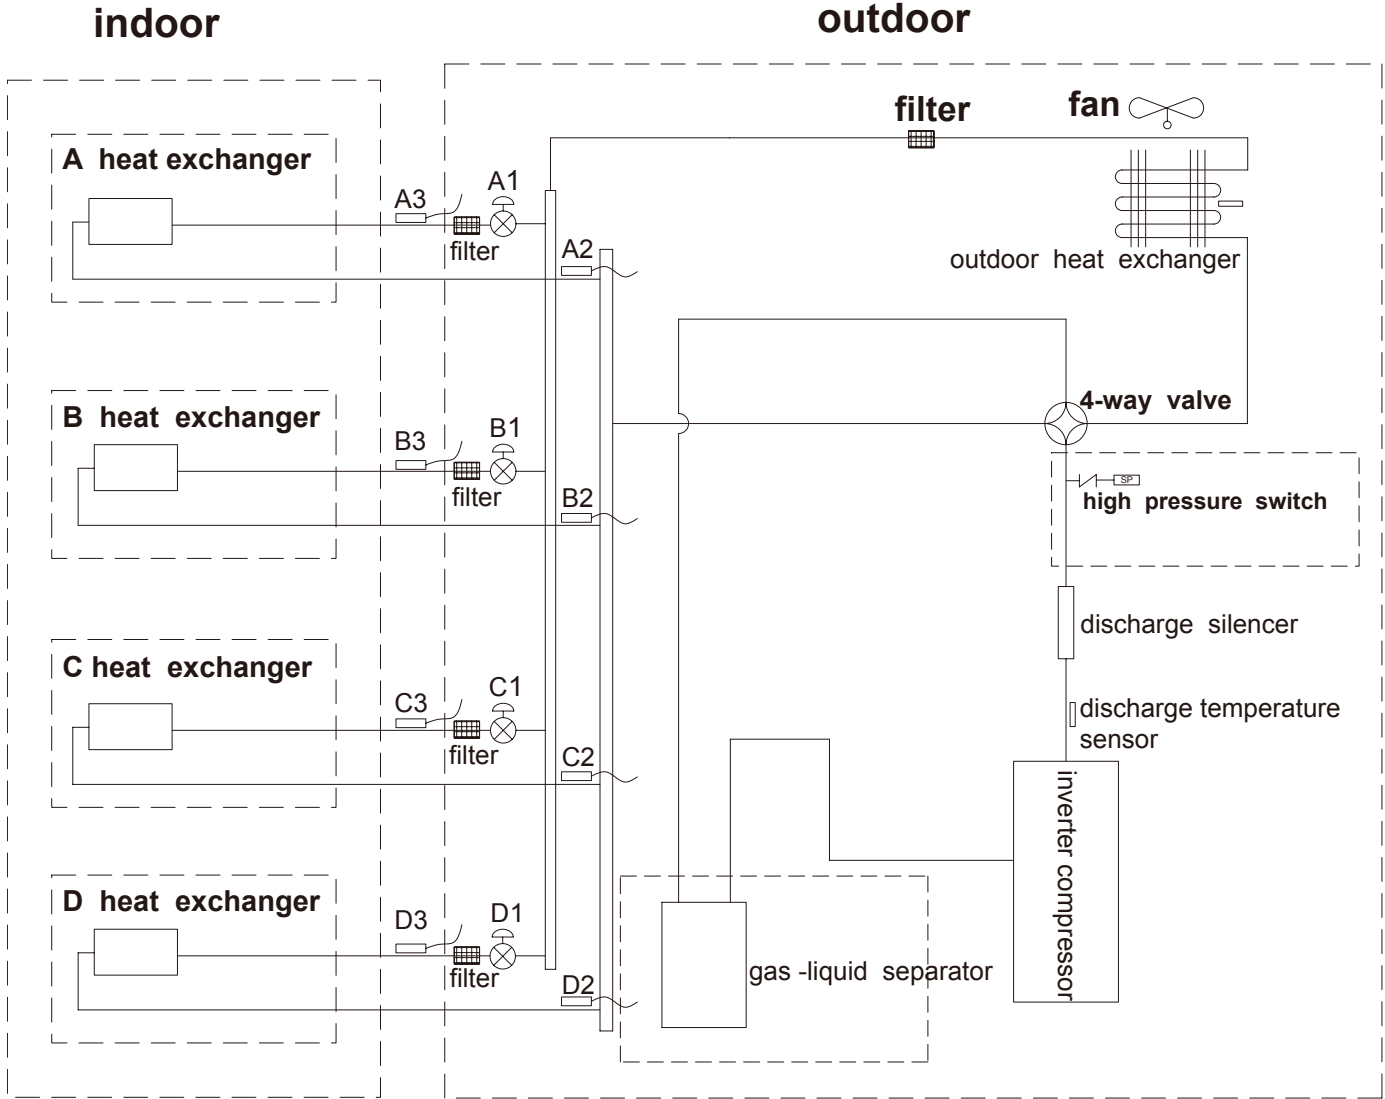 indoor
outdoor
filter
fan
A heat exchanger
A3
A1
filter
A2
outdoor heat exchanger
4-way valve
B heat exchanger
B3
B1
filter
B2
SP
high pressure switch
discharge silencer
C heat exchanger
C3
C1
filter
C2
discharge temperature
sensor
inverter compressor
D heat exchanger
D3
D1
filter
D2
gas -liquid separator